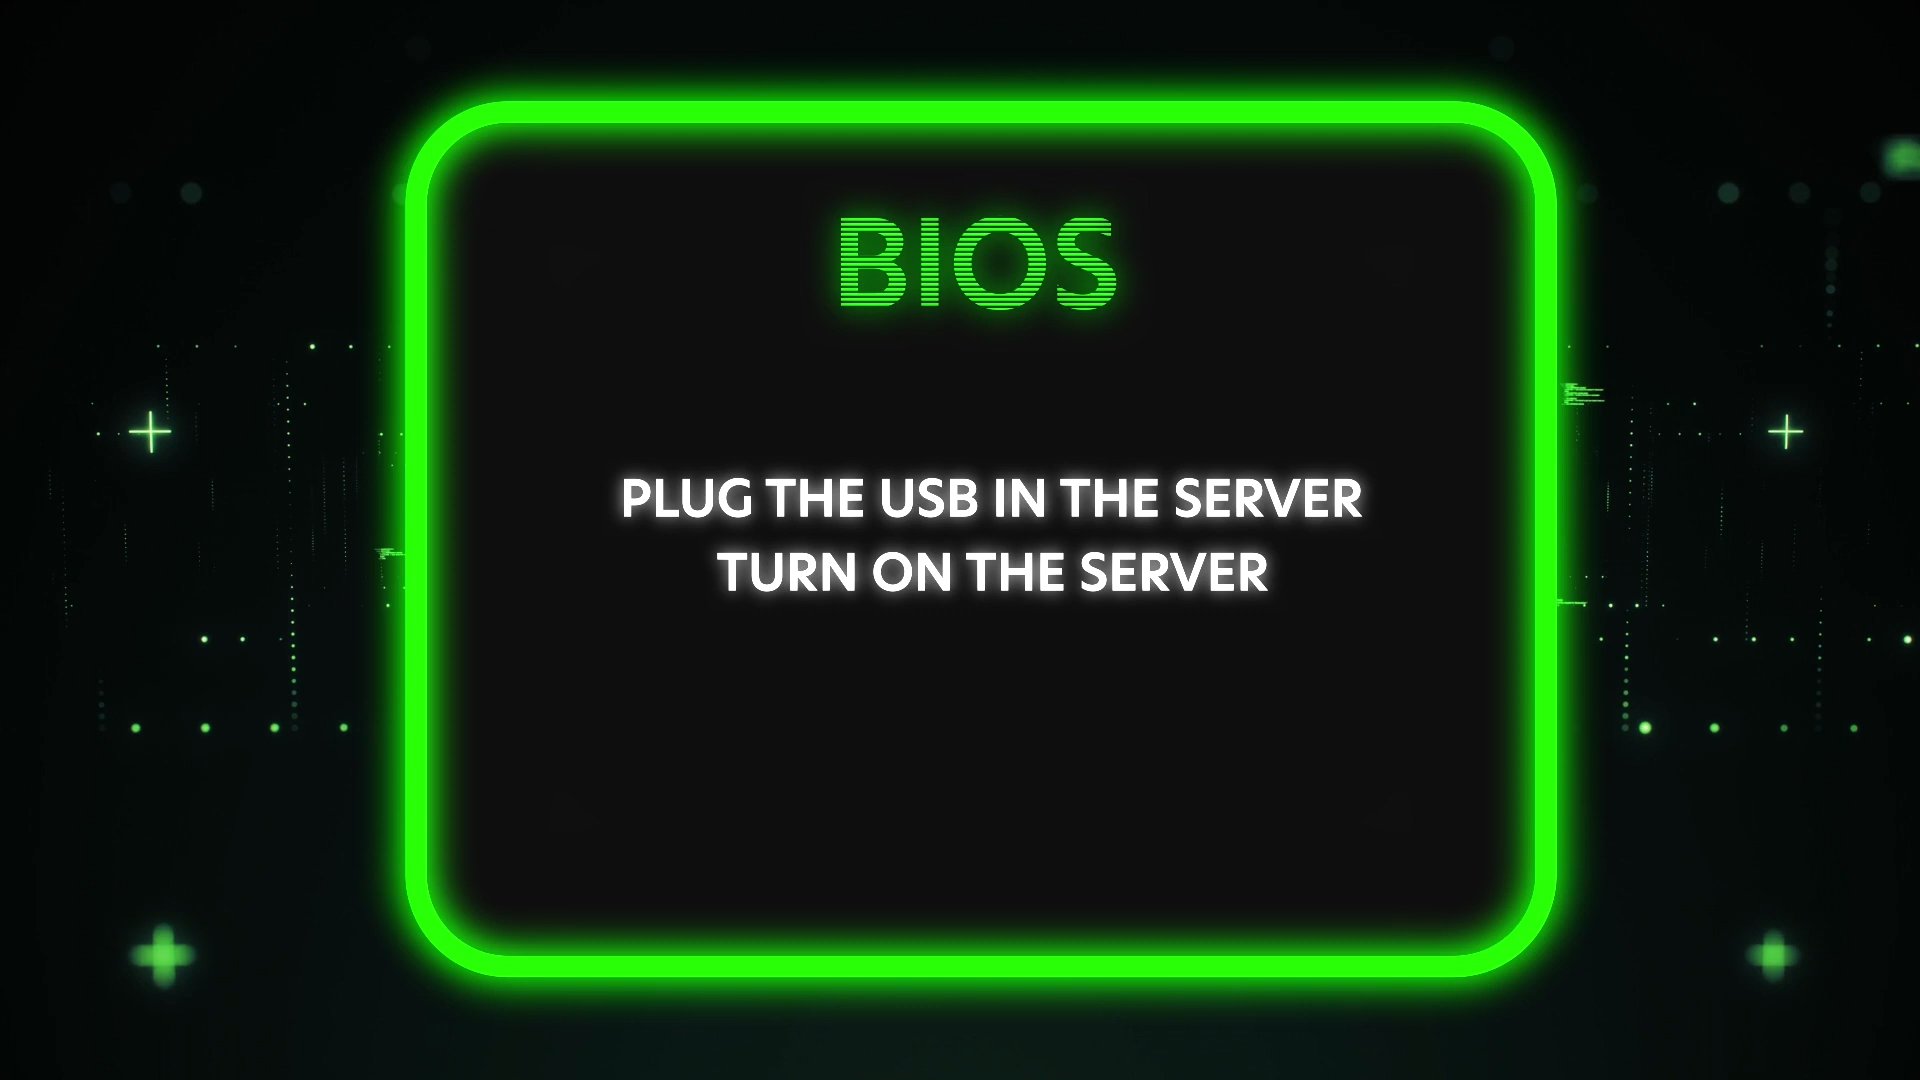 BIOS
PLUG THE USB IN THE SERVER
TURN ON THE SERVER